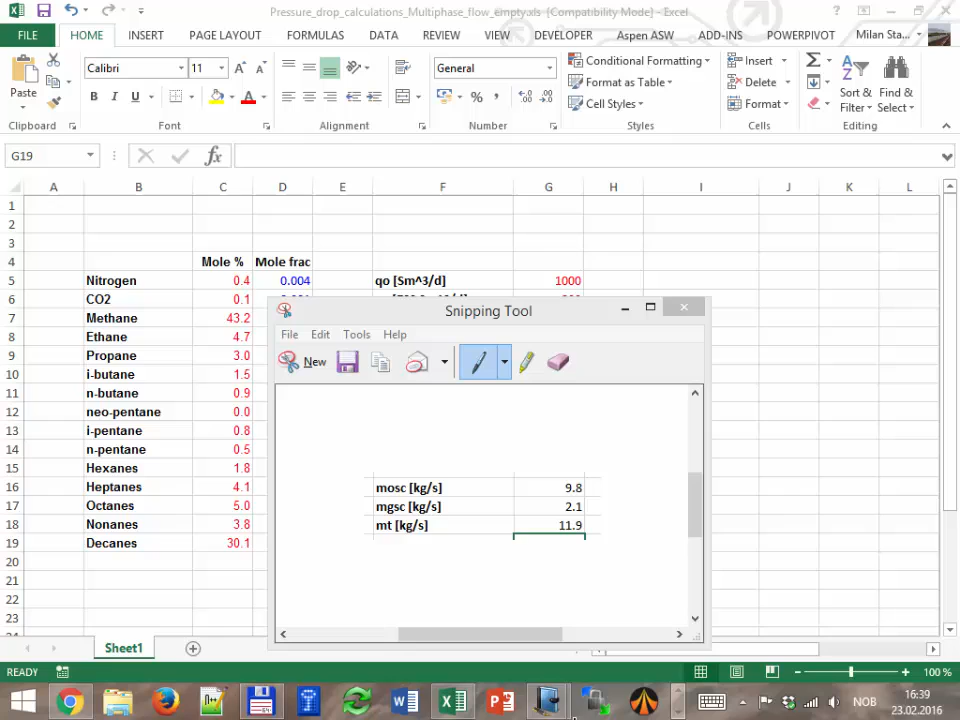 Pressure_drop_calculations_Multiphase_flow_empty.xls [Compatibility Mode] - Excel
FILE HOME INSERT PAGE LAYOUT FORMULAS DATA REVIEW VIEW DEVELOPER Aspen ASW ADD-INS POWERPIVOT Milan Sta...
Paste
Calibri 11
B I U A
General
% ,
Conditional Formatting
Format as Table
Cell Styles
Insert
Delete
Format
Sort & Filter
Find & Select
Clipboard Font Alignment Number Styles Cells Editing
G19 fx
A B C D E F G H I J K L
1
2
3
4 Mole % Mole frac
5 Nitrogen 0.4 0.004 qo [Sm^3/d] 1000
6 CO2 0.1
7 Methane 43.2
8 Ethane 4.7
9 Propane 3.0
10 i-butane 1.5
11 n-butane 0.9
12 neo-pentane 0.0
13 i-pentane 0.8
14 n-pentane 0.5
15 Hexanes 1.8
16 Heptanes 4.1
17 Octanes 5.0
18 Nonanes 3.8
19 Decanes 30.1
20
21
22
23
Snipping Tool
File Edit Tools Help
New
mosc [kg/s] 9.8
mgsc [kg/s] 2.1
mt [kg/s] 11.9
Sheet1
READY 100 %
NOB
16:39
23.02.2016